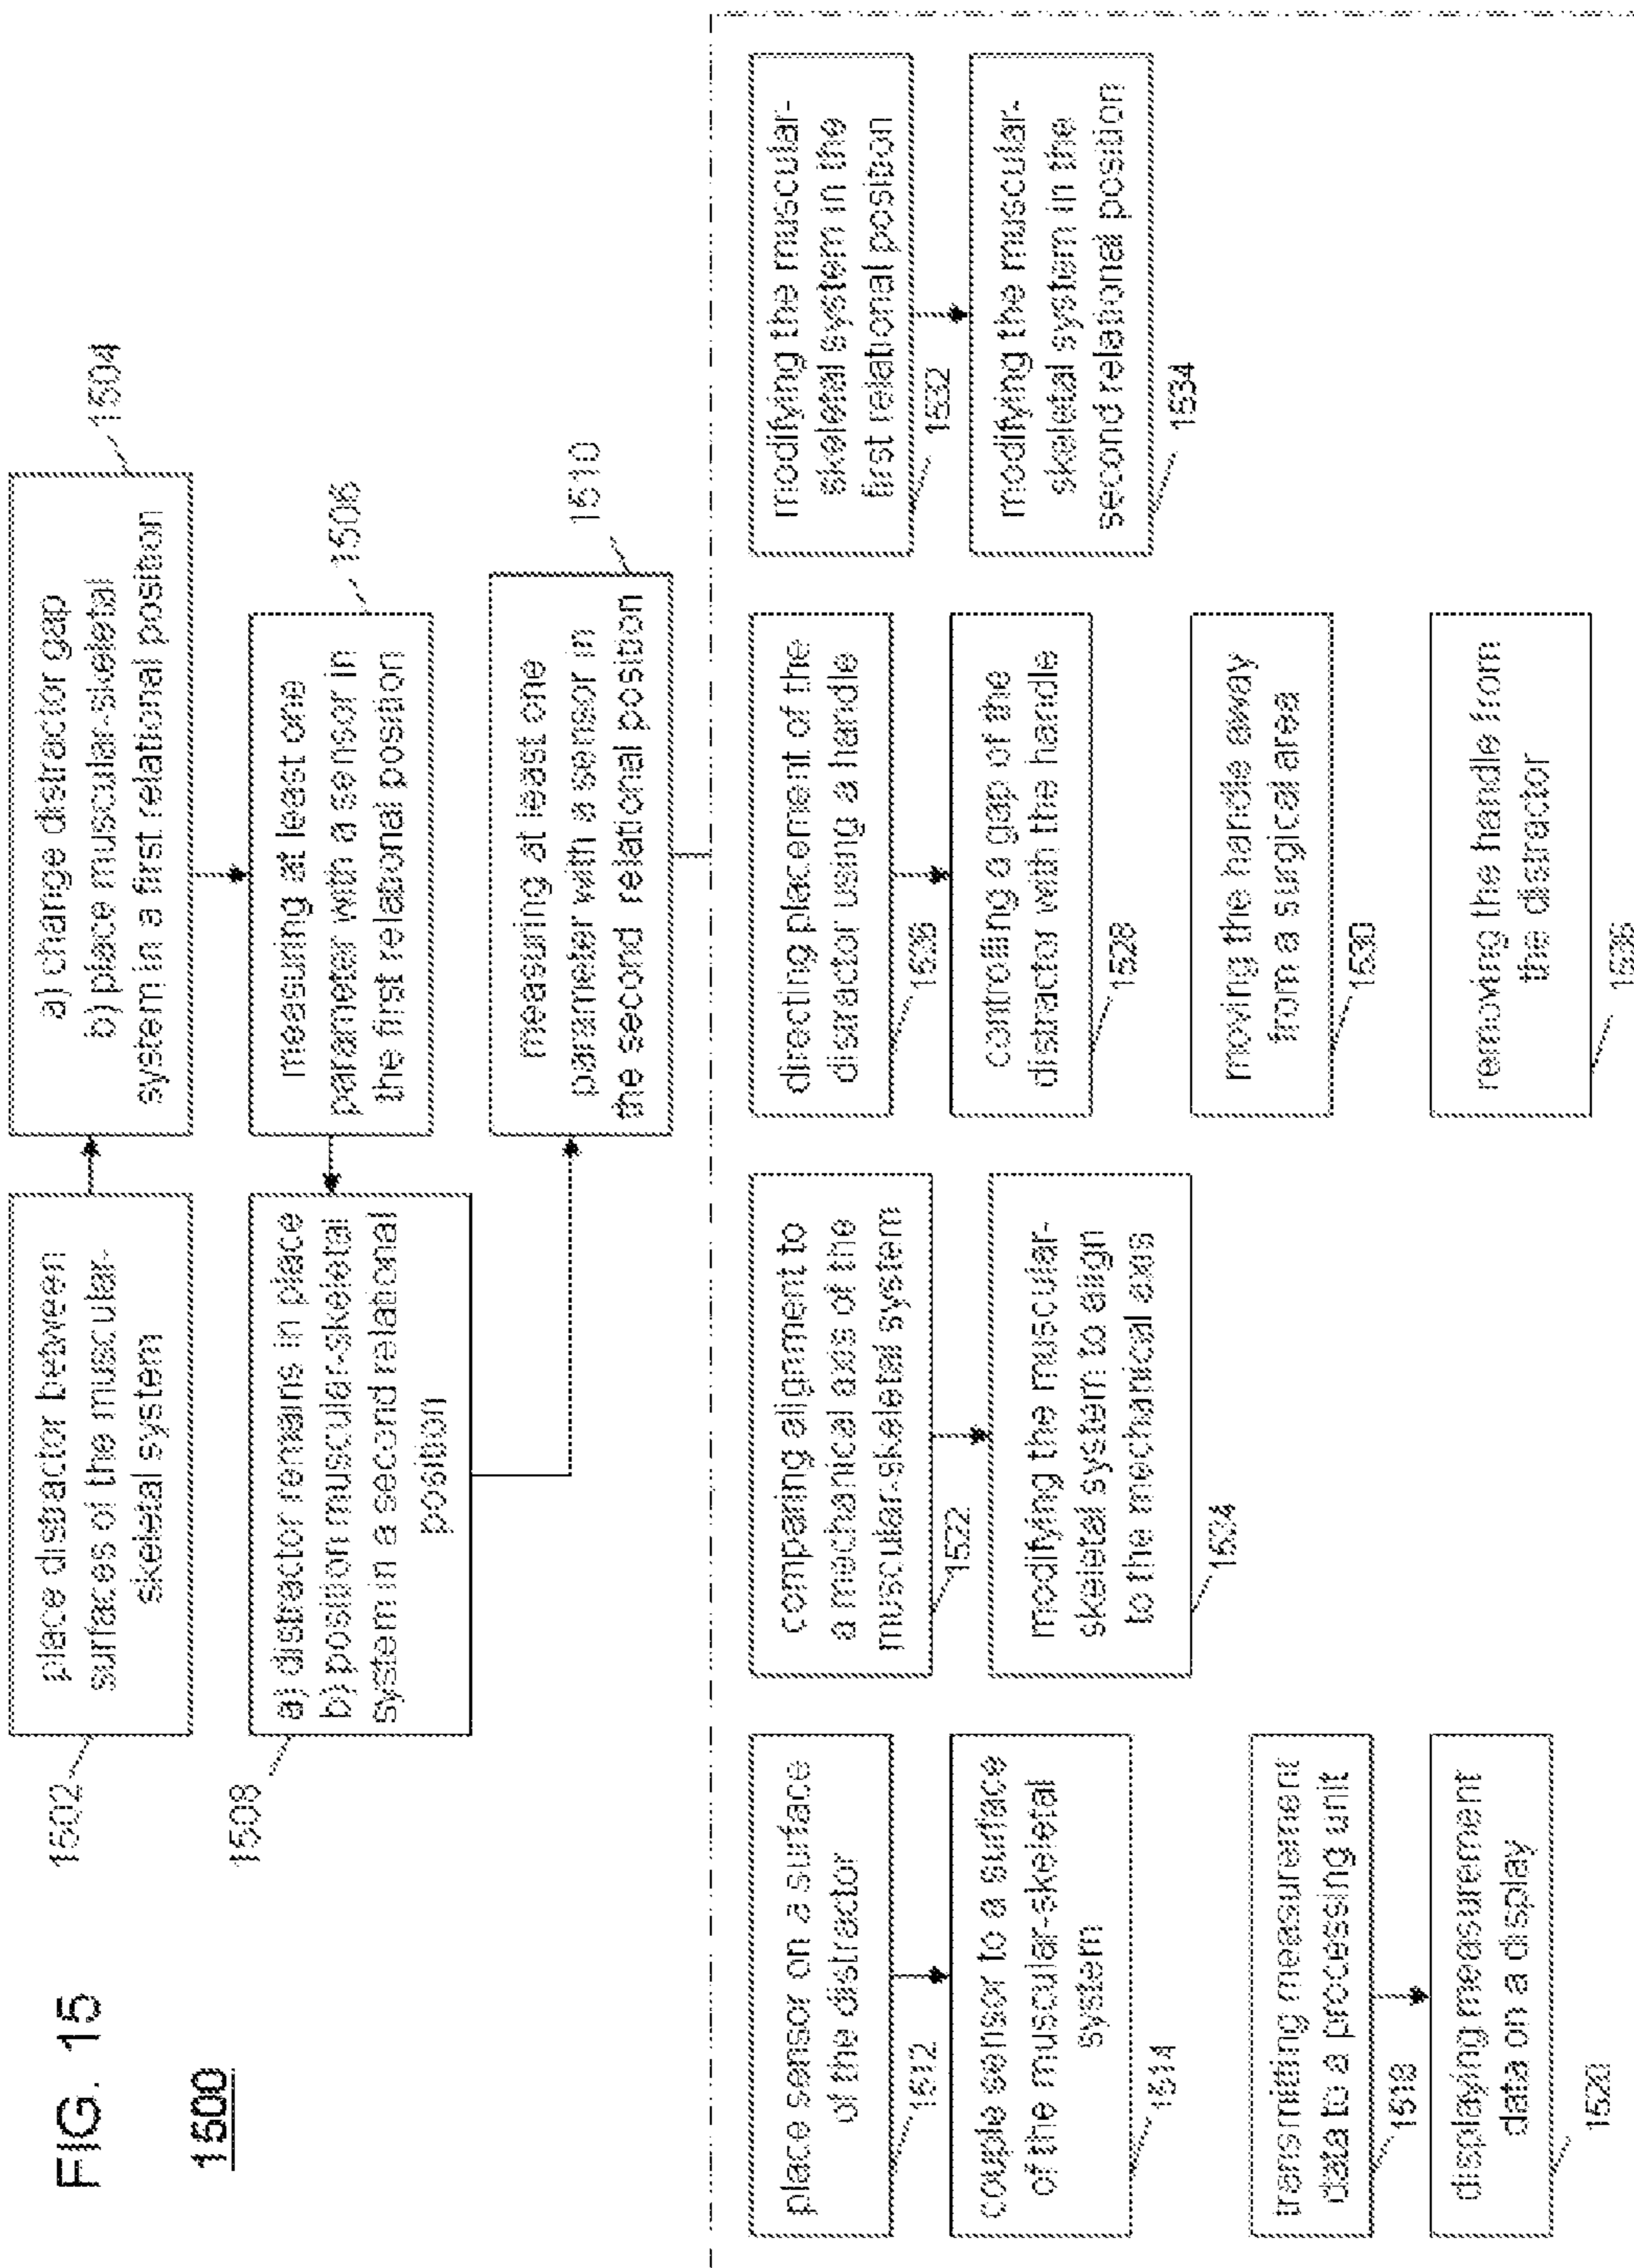 FIG. 15
1500
place distractor between
surfaces of the muscular-
skeletal system
1502
a) change distractor gap
b) place muscular-skeletal
system in a first relational position
1504
measuring at least one
parameter with a sensor in
the first relational position
1506
a) distractor remains in place
b) position muscular-skeletal
system in a second relational
position
1508
measuring at least one
parameter with a sensor in
the second relational position
1510
place sensor on a surface
of the distractor
1512
couple sensor to a surface
of the muscular-skeletal
system
1514
transmitting measurement
data to a processing unit
1518
displaying measurement
data on a display
1520
comparing alignment to
a mechanical axis of the
muscular-skeletal system
1522
modifying the muscular-
skeletal system to align
to the mechanical axis
1524
directing placement of the
distractor using a handle
1536
controlling a gap of the
distractor with the handle
1528
moving the handle away
from a surgical area
1530
removing the handle from
the distractor
1536
modifying the muscular-
skeletal system in the
first relational position
1532
modifying the muscular-
skeletal system in the
second relational position
1534